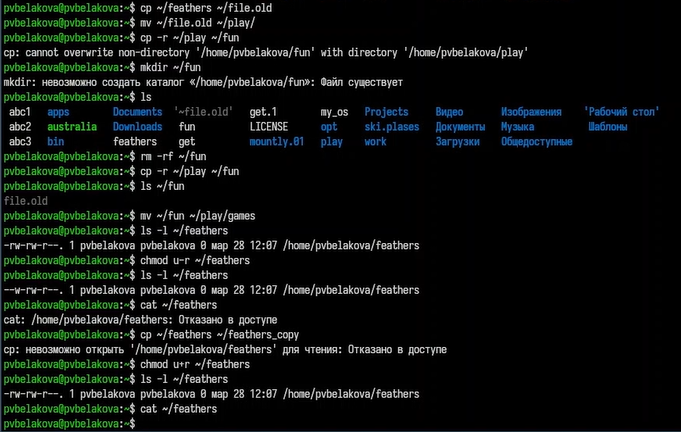 pvbelakova@pvbelakova:~$ cp ~/feathers ~/file.old
pvbelakova@pvbelakova:~$ mv ~/file.old ~/play/
pvbelakova@pvbelakova:~$ cp -r ~/play ~/fun
cp: cannot overwrite non-directory '/home/pvbelakova/fun' with directory '/home/pvbelakova/play'
pvbelakova@pvbelakova:~$ mkdir ~/fun
mkdir: невозможно создать каталог «/home/pvbelakova/fun»: Файл существует
pvbelakova@pvbelakova:~$ ls
abc1 apps Documents '~file.old' get.1 my_os Projects Видео Изображения 'Рабочий стол'
abc2 australia Downloads fun LICENSE opt ski.plases Документы Музыка Шаблоны
abc3 bin feathers get mountly.01 play work Загрузки Общедоступные
pvbelakova@pvbelakova:~$ rm -rf ~/fun
pvbelakova@pvbelakova:~$ cp -r ~/play ~/fun
pvbelakova@pvbelakova:~$ ls ~/fun
file.old
pvbelakova@pvbelakova:~$ mv ~/fun ~/play/games
pvbelakova@pvbelakova:~$ ls -l ~/feathers
-rw-rw-r--. 1 pvbelakova pvbelakova 0 мар 28 12:07 /home/pvbelakova/feathers
pvbelakova@pvbelakova:~$ chmod u-r ~/feathers
pvbelakova@pvbelakova:~$ ls -l ~/feathers
--w-rw-r--. 1 pvbelakova pvbelakova 0 мар 28 12:07 /home/pvbelakova/feathers
pvbelakova@pvbelakova:~$ cat ~/feathers
cat: /home/pvbelakova/feathers: Отказано в доступе
pvbelakova@pvbelakova:~$ cp ~/feathers ~/feathers_copy
cp: невозможно открыть '/home/pvbelakova/feathers' для чтения: Отказано в доступе
pvbelakova@pvbelakova:~$ chmod u+r ~/feathers
pvbelakova@pvbelakova:~$ ls -l ~/feathers
-rw-rw-r--. 1 pvbelakova pvbelakova 0 мар 28 12:07 /home/pvbelakova/feathers
pvbelakova@pvbelakova:~$ cat ~/feathers
pvbelakova@pvbelakova:~$